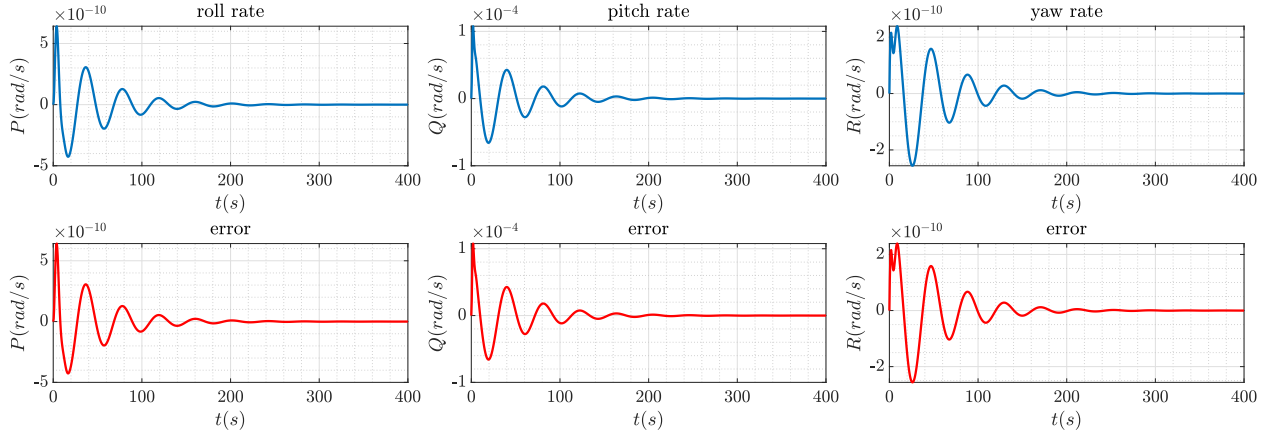 roll rate
×10⁻¹⁰
5
0
-5
P(rad/s)
0 100 200 300 400
t(s)
pitch rate
×10⁻⁴
1
0
-1
Q(rad/s)
0 100 200 300 400
t(s)
yaw rate
×10⁻¹⁰
2
0
-2
R(rad/s)
0 100 200 300 400
t(s)
error
×10⁻¹⁰
5
0
-5
P(rad/s)
0 100 200 300 400
t(s)
error
×10⁻⁴
1
0
-1
Q(rad/s)
0 100 200 300 400
t(s)
error
×10⁻¹⁰
2
0
-2
R(rad/s)
0 100 200 300 400
t(s)